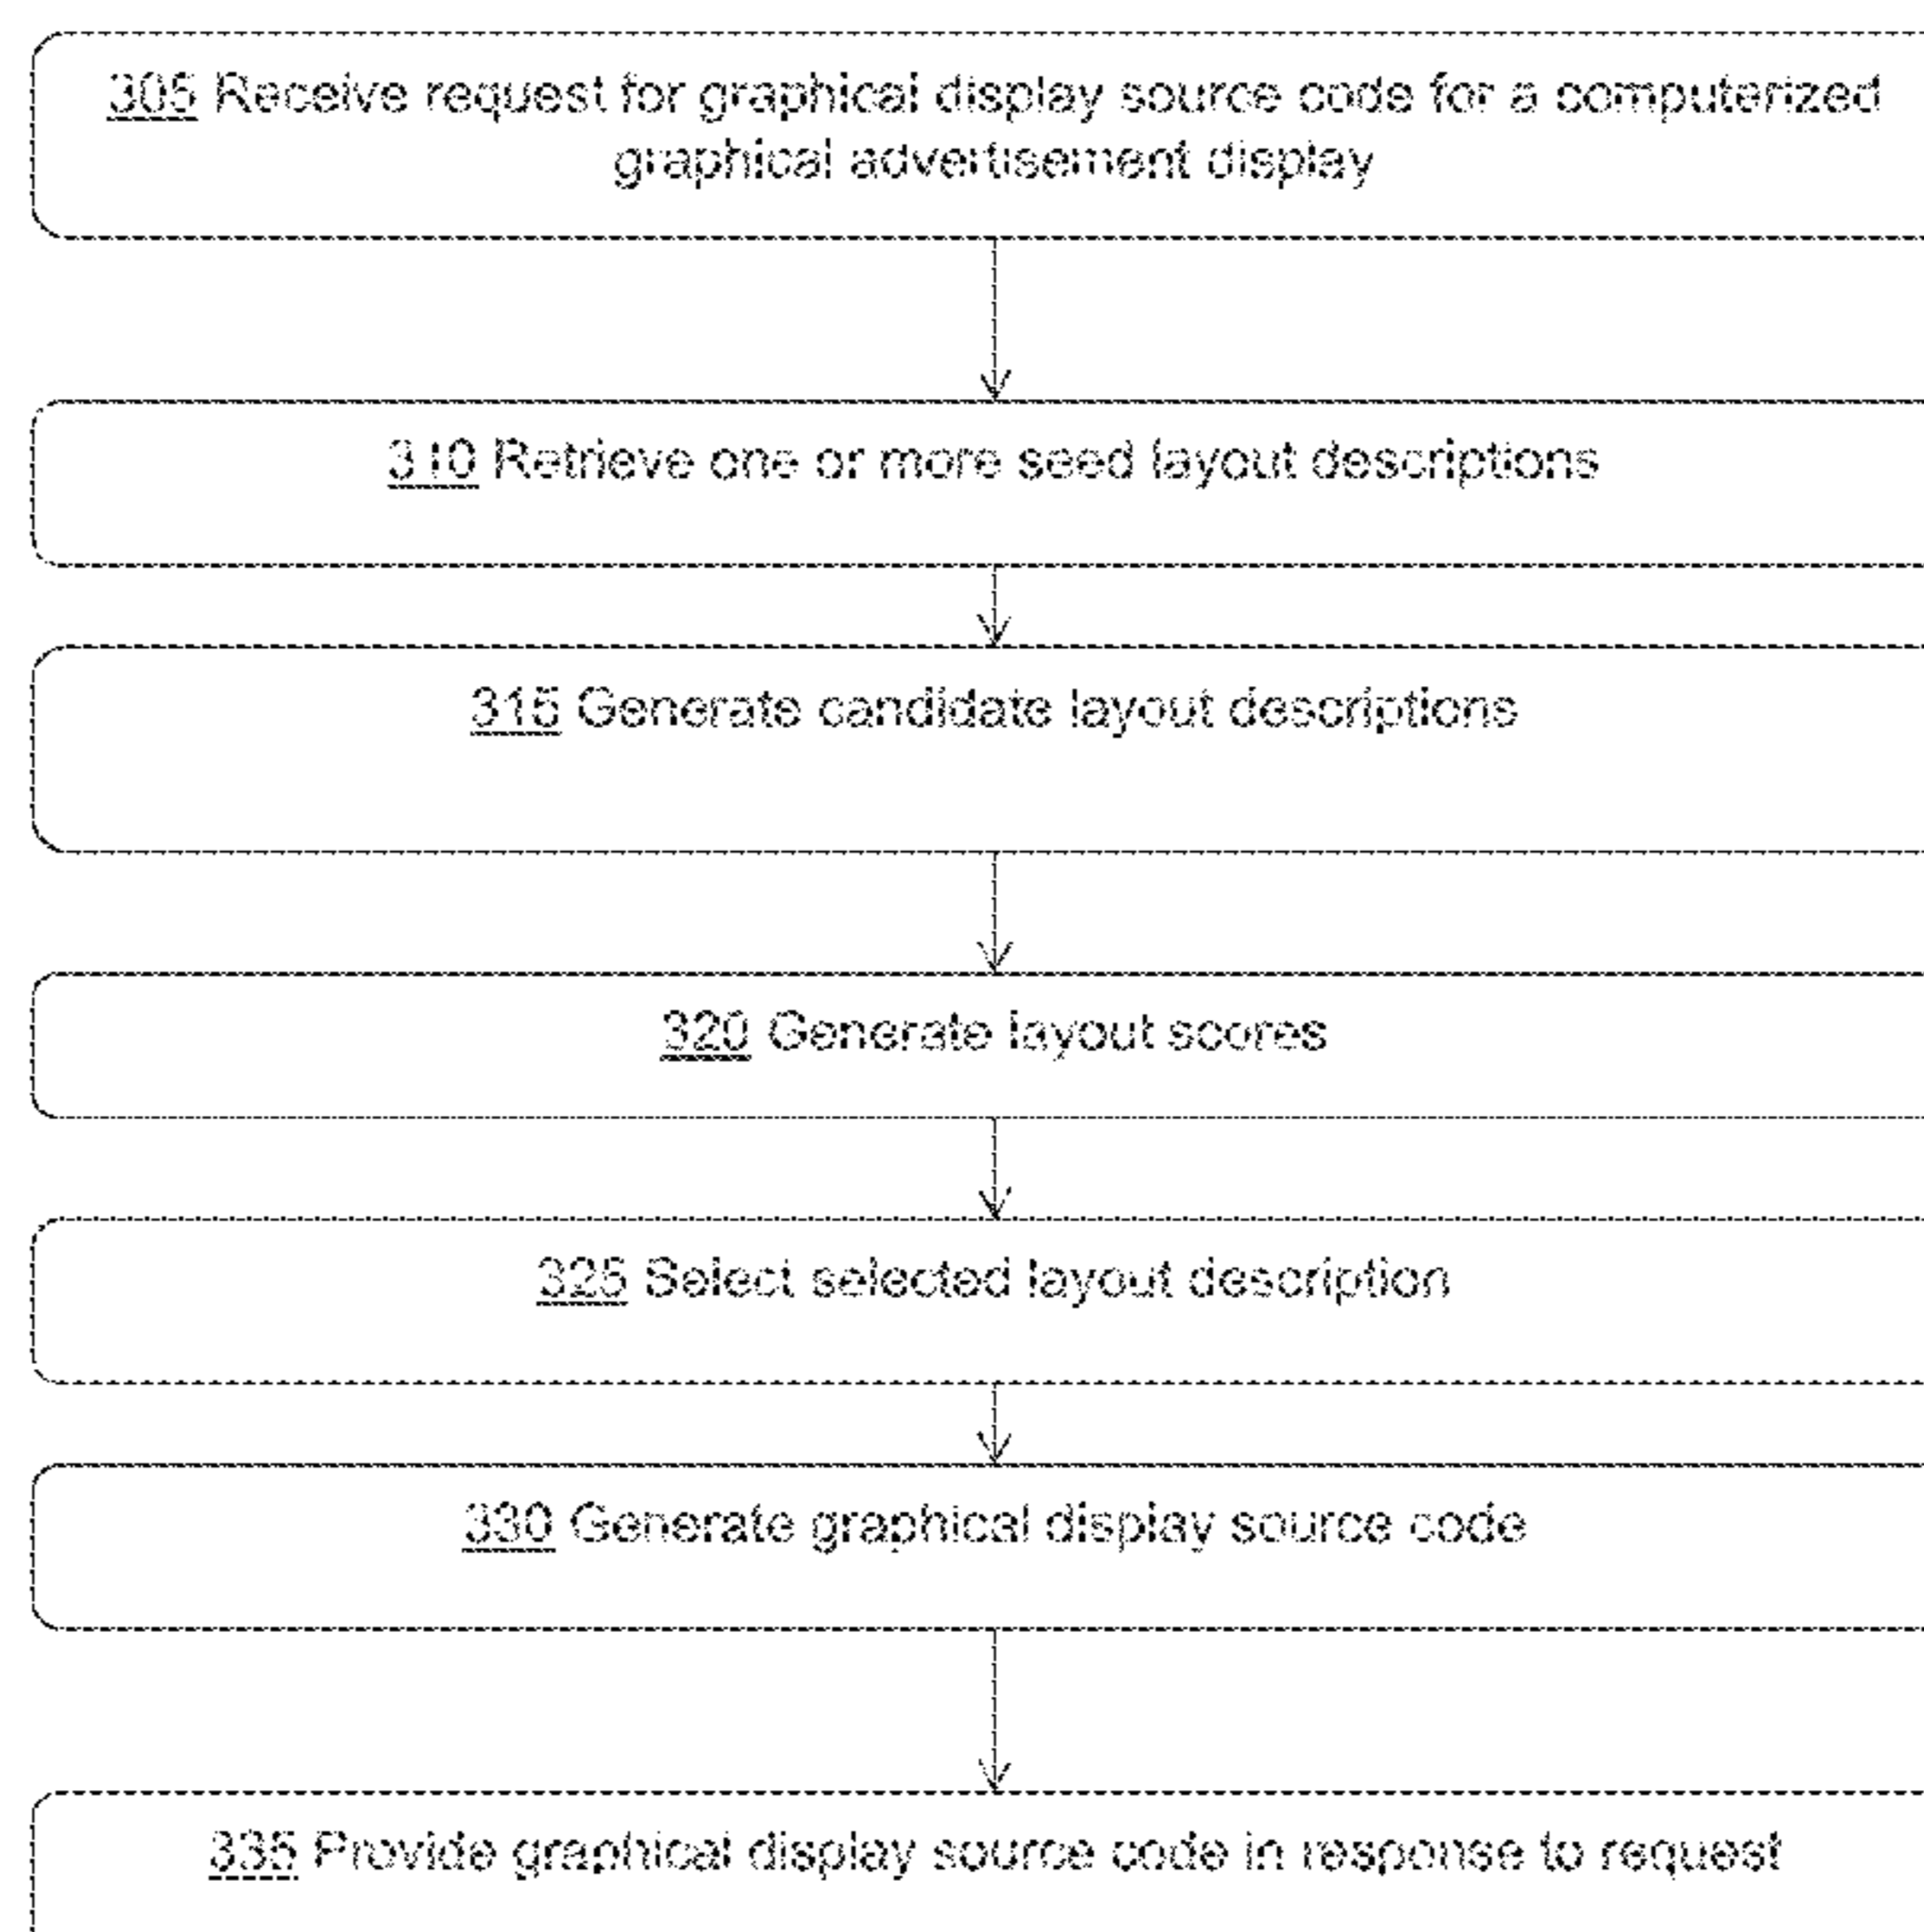 305 Receive request for graphical display source code for a computerized
graphical advertisement display
310 Retrieve one or more seed layout descriptions
315 Generate candidate layout descriptions
320 Generate layout scores
325 Select selected layout description
330 Generate graphical display source code
335 Provide graphical display source code in response to request